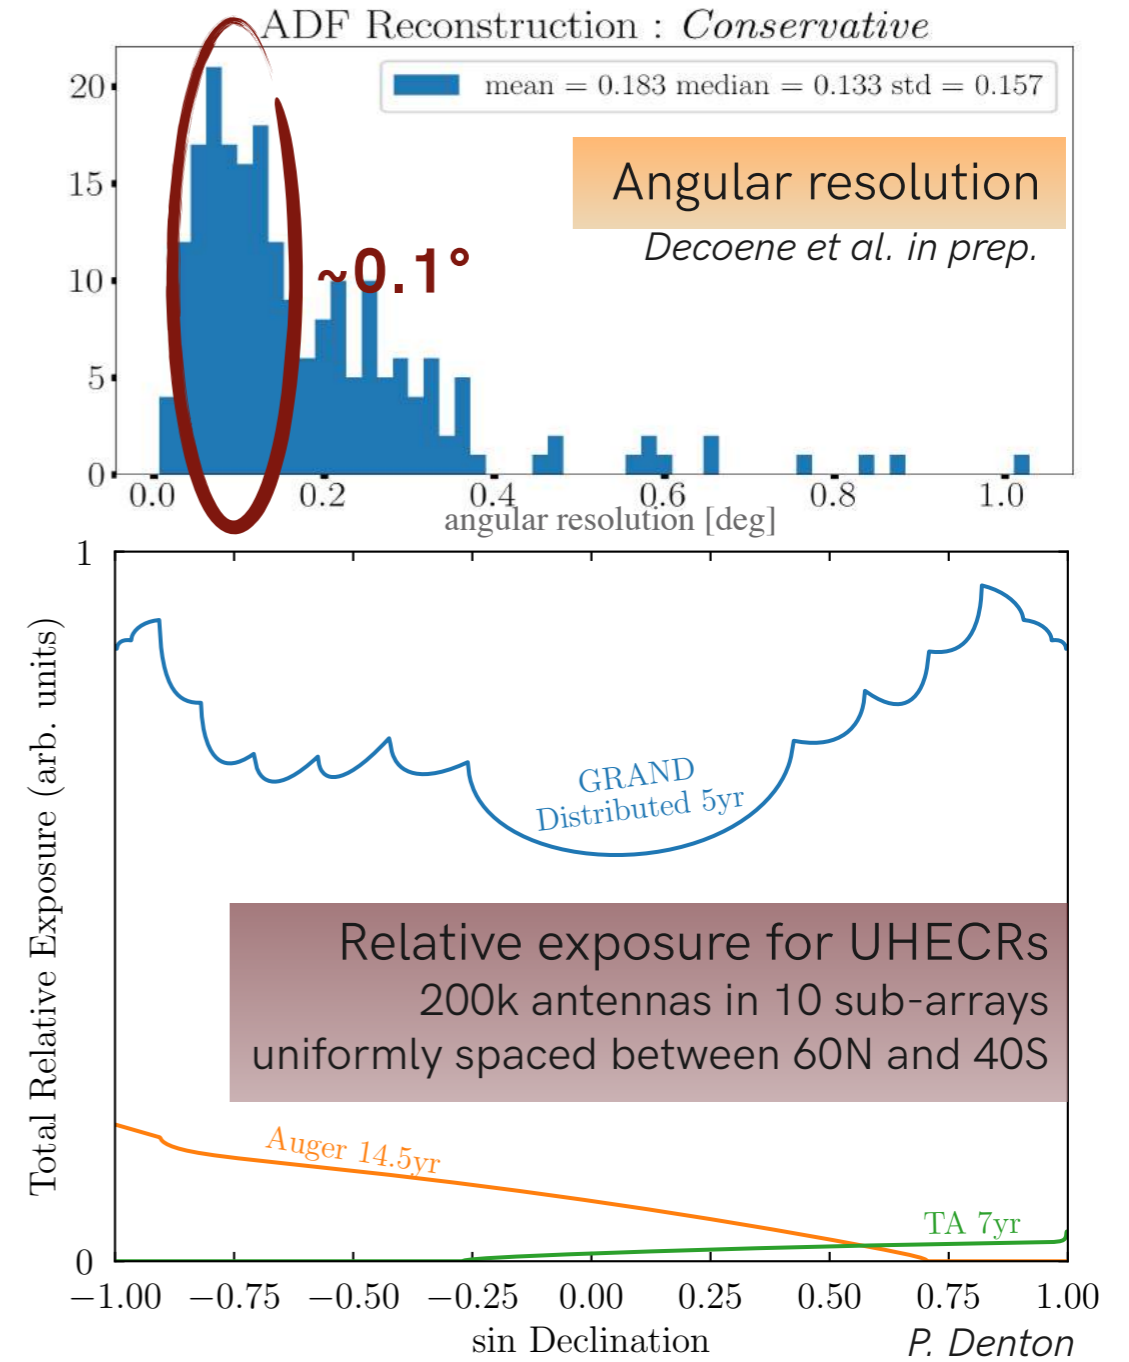 ADF Reconstruction : Conservative
mean = 0.183 median = 0.133 std = 0.157
Angular resolution
Decoene et al. in prep.
~0.1°
20
15
10
5
0
0.0 0.2 0.4 0.6 0.8 1.0
angular resolution [deg]
1
Total Relative Exposure (arb. units)
GRAND
Distributed 5yr
Relative exposure for UHECRs
200k antennas in 10 sub-arrays
uniformly spaced between 60N and 40S
Auger 14.5yr
TA 7yr
0
−1.00 −0.75 −0.50 −0.25 0.00 0.25 0.50 0.75 1.00
sin Declination
P. Denton